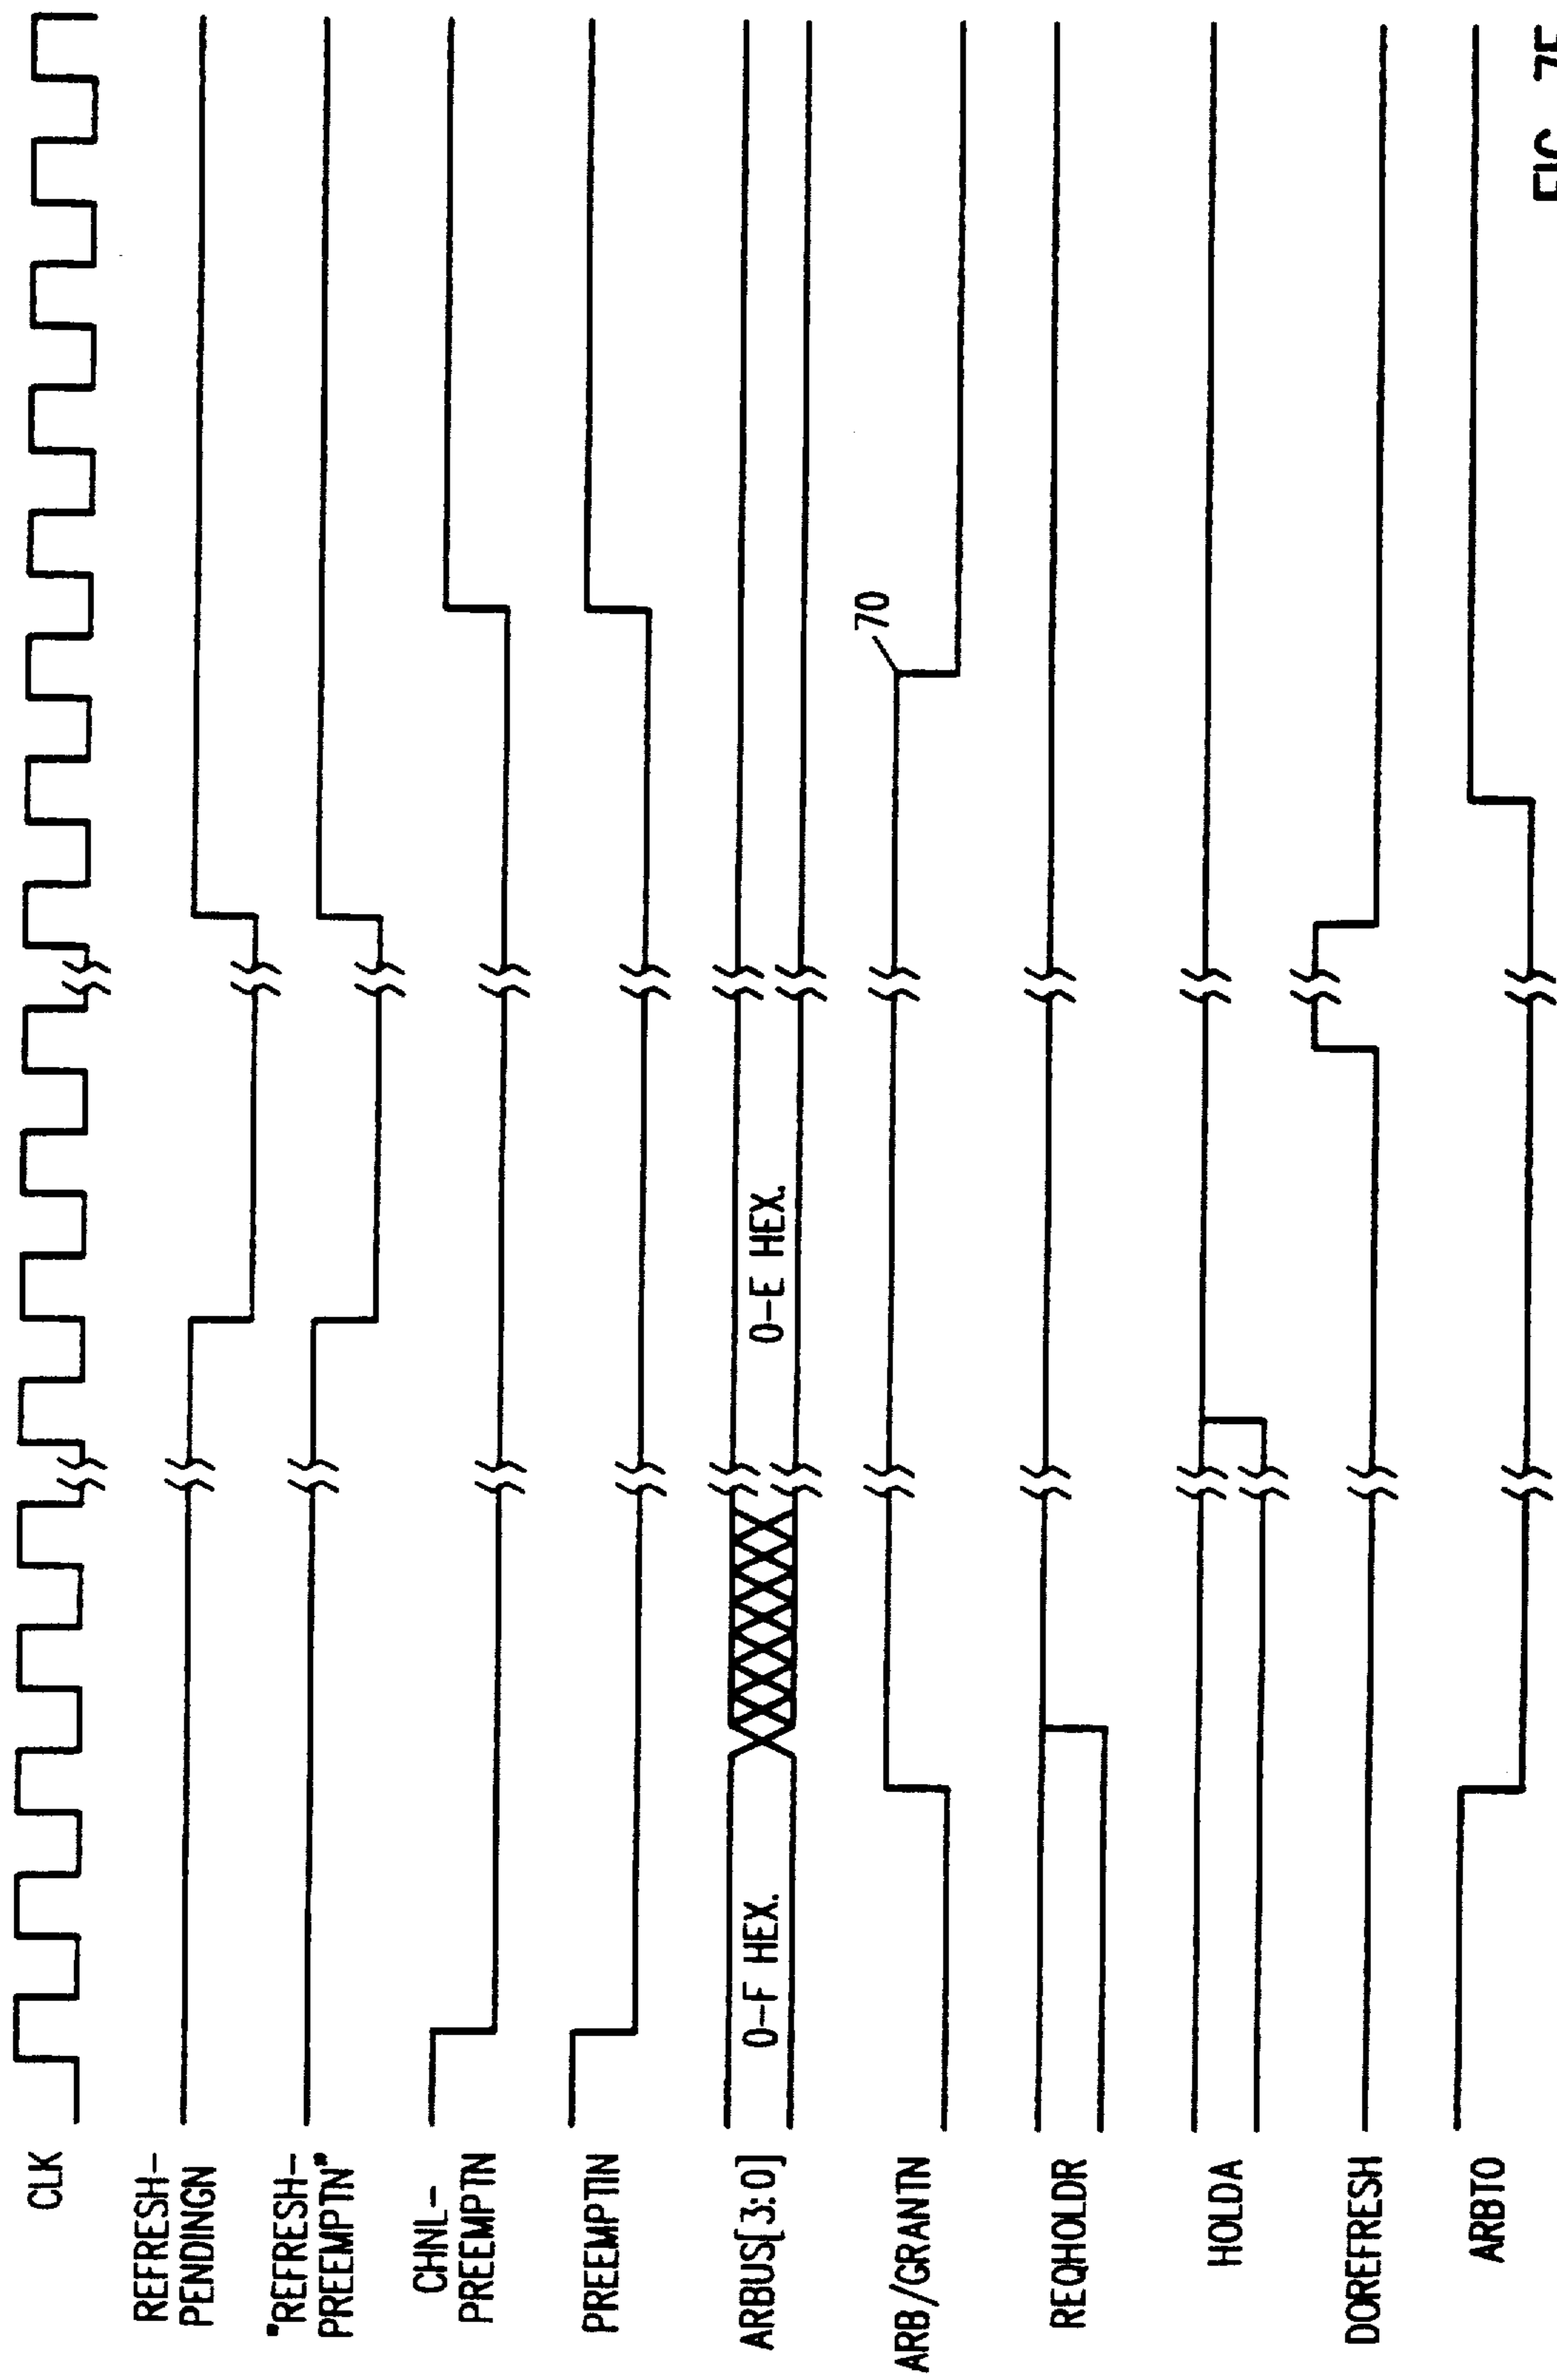 CLK
REFRESH-
PENDINGN
"REFRESH-
PREEMPTN"
CHNL-
PREEMPTN
PREEMPTIN
ARBUS[3:0]
0-F HEX.
0-E HEX.
ARB/GRANTN
70
REQHOLDR
HOLDA
DOREFRESH
ARBTO